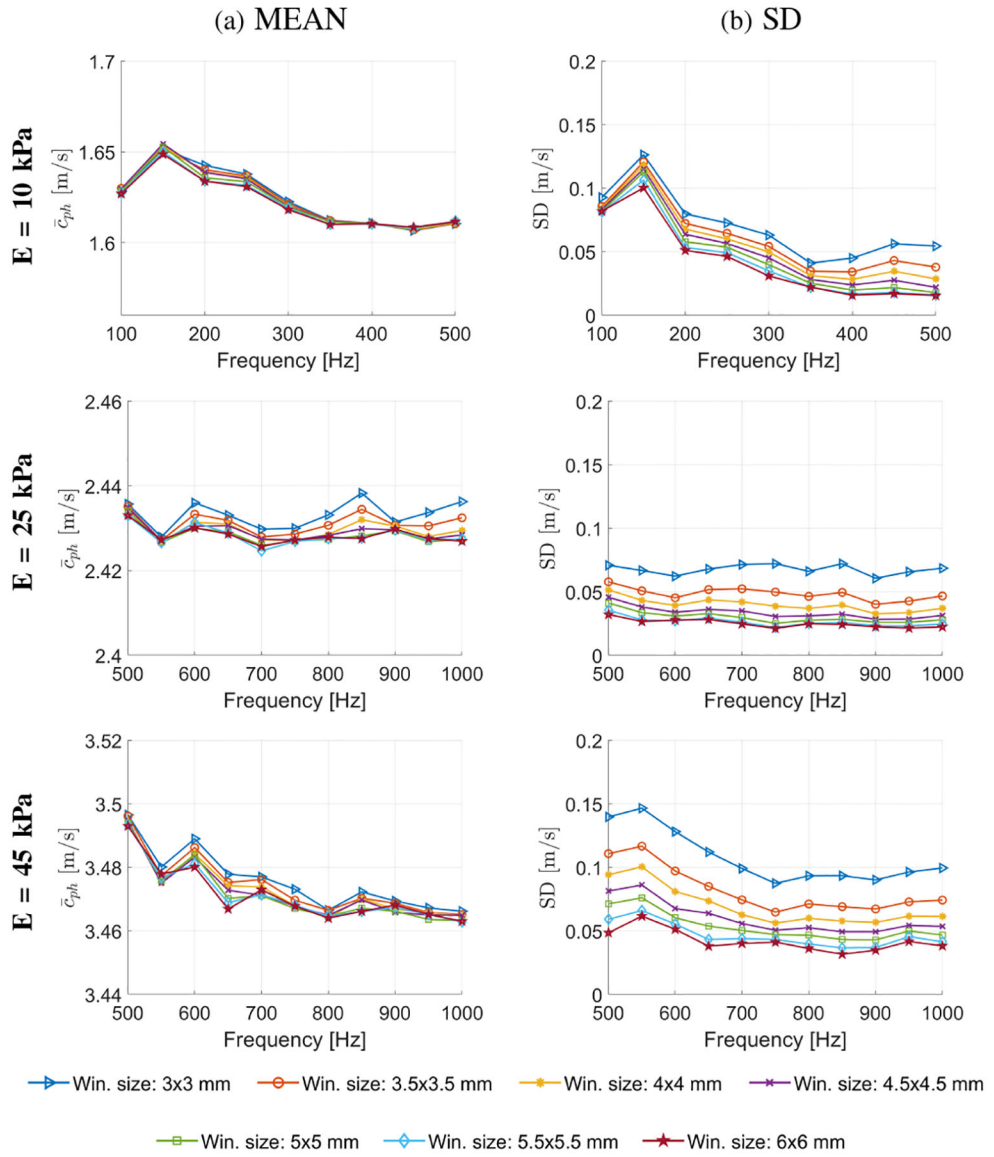 (a) MEAN
(b) SD
E = 10 kPa
1.7
1.65
1.6
c̄ph [m/s]
100 200 300 400 500
Frequency [Hz]
0.2
0.15
0.1
0.05
0
SD [m/s]
100 200 300 400 500
Frequency [Hz]
E = 25 kPa
2.46
2.44
2.42
2.4
c̄ph [m/s]
500 600 700 800 900 1000
Frequency [Hz]
0.2
0.15
0.1
0.05
0
SD [m/s]
500 600 700 800 900 1000
Frequency [Hz]
E = 45 kPa
3.52
3.5
3.48
3.46
3.44
c̄ph [m/s]
500 600 700 800 900 1000
Frequency [Hz]
0.2
0.15
0.1
0.05
0
SD [m/s]
500 600 700 800 900 1000
Frequency [Hz]
Win. size: 3x3 mm Win. size: 3.5x3.5 mm Win. size: 4x4 mm Win. size: 4.5x4.5 mm
Win. size: 5x5 mm Win. size: 5.5x5.5 mm Win. size: 6x6 mm